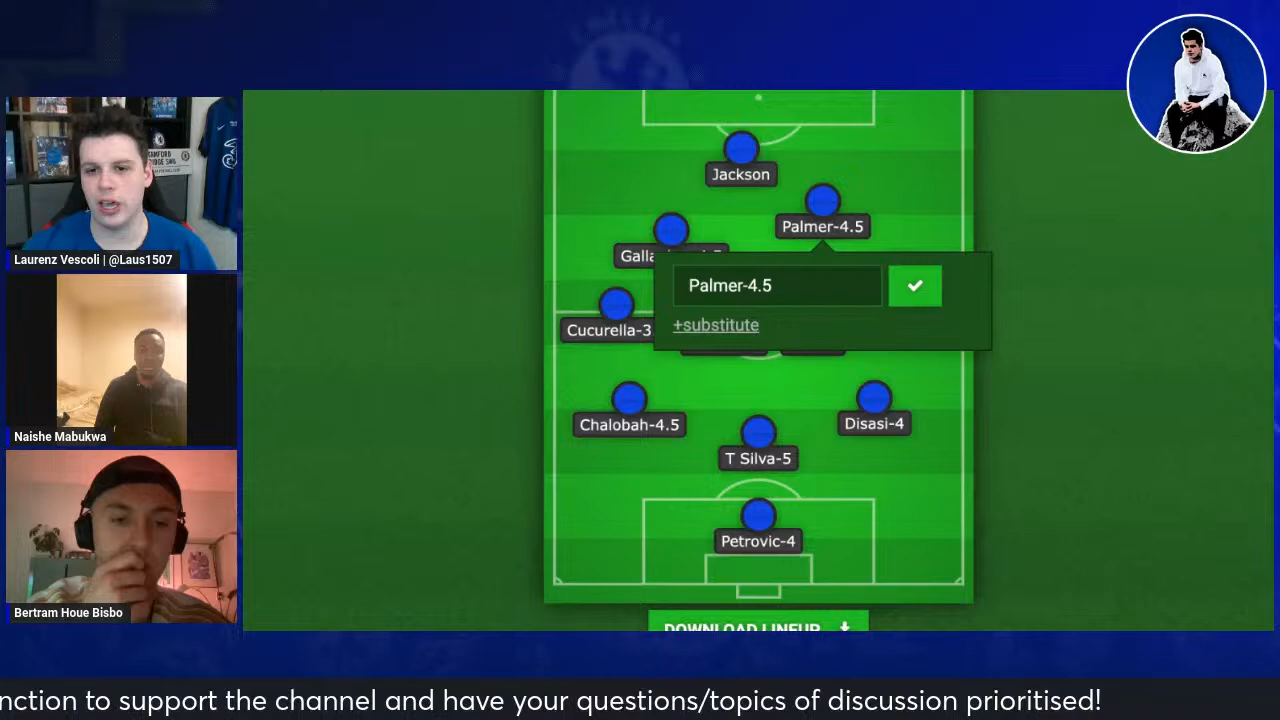 Laurenz Vescoli | @Laus1507
Naishe Mabukwa
Bertram Houe Bisbo
Jackson
Palmer-4.5
Palmer-4.5
+substitute
Cucurella-3
Chalobah-4.5
Disasi-4
T Silva-5
Petrovic-4
DOWNLOAD LINEUP
nction to support the channel and have your questions/topics of discussion prioritised!